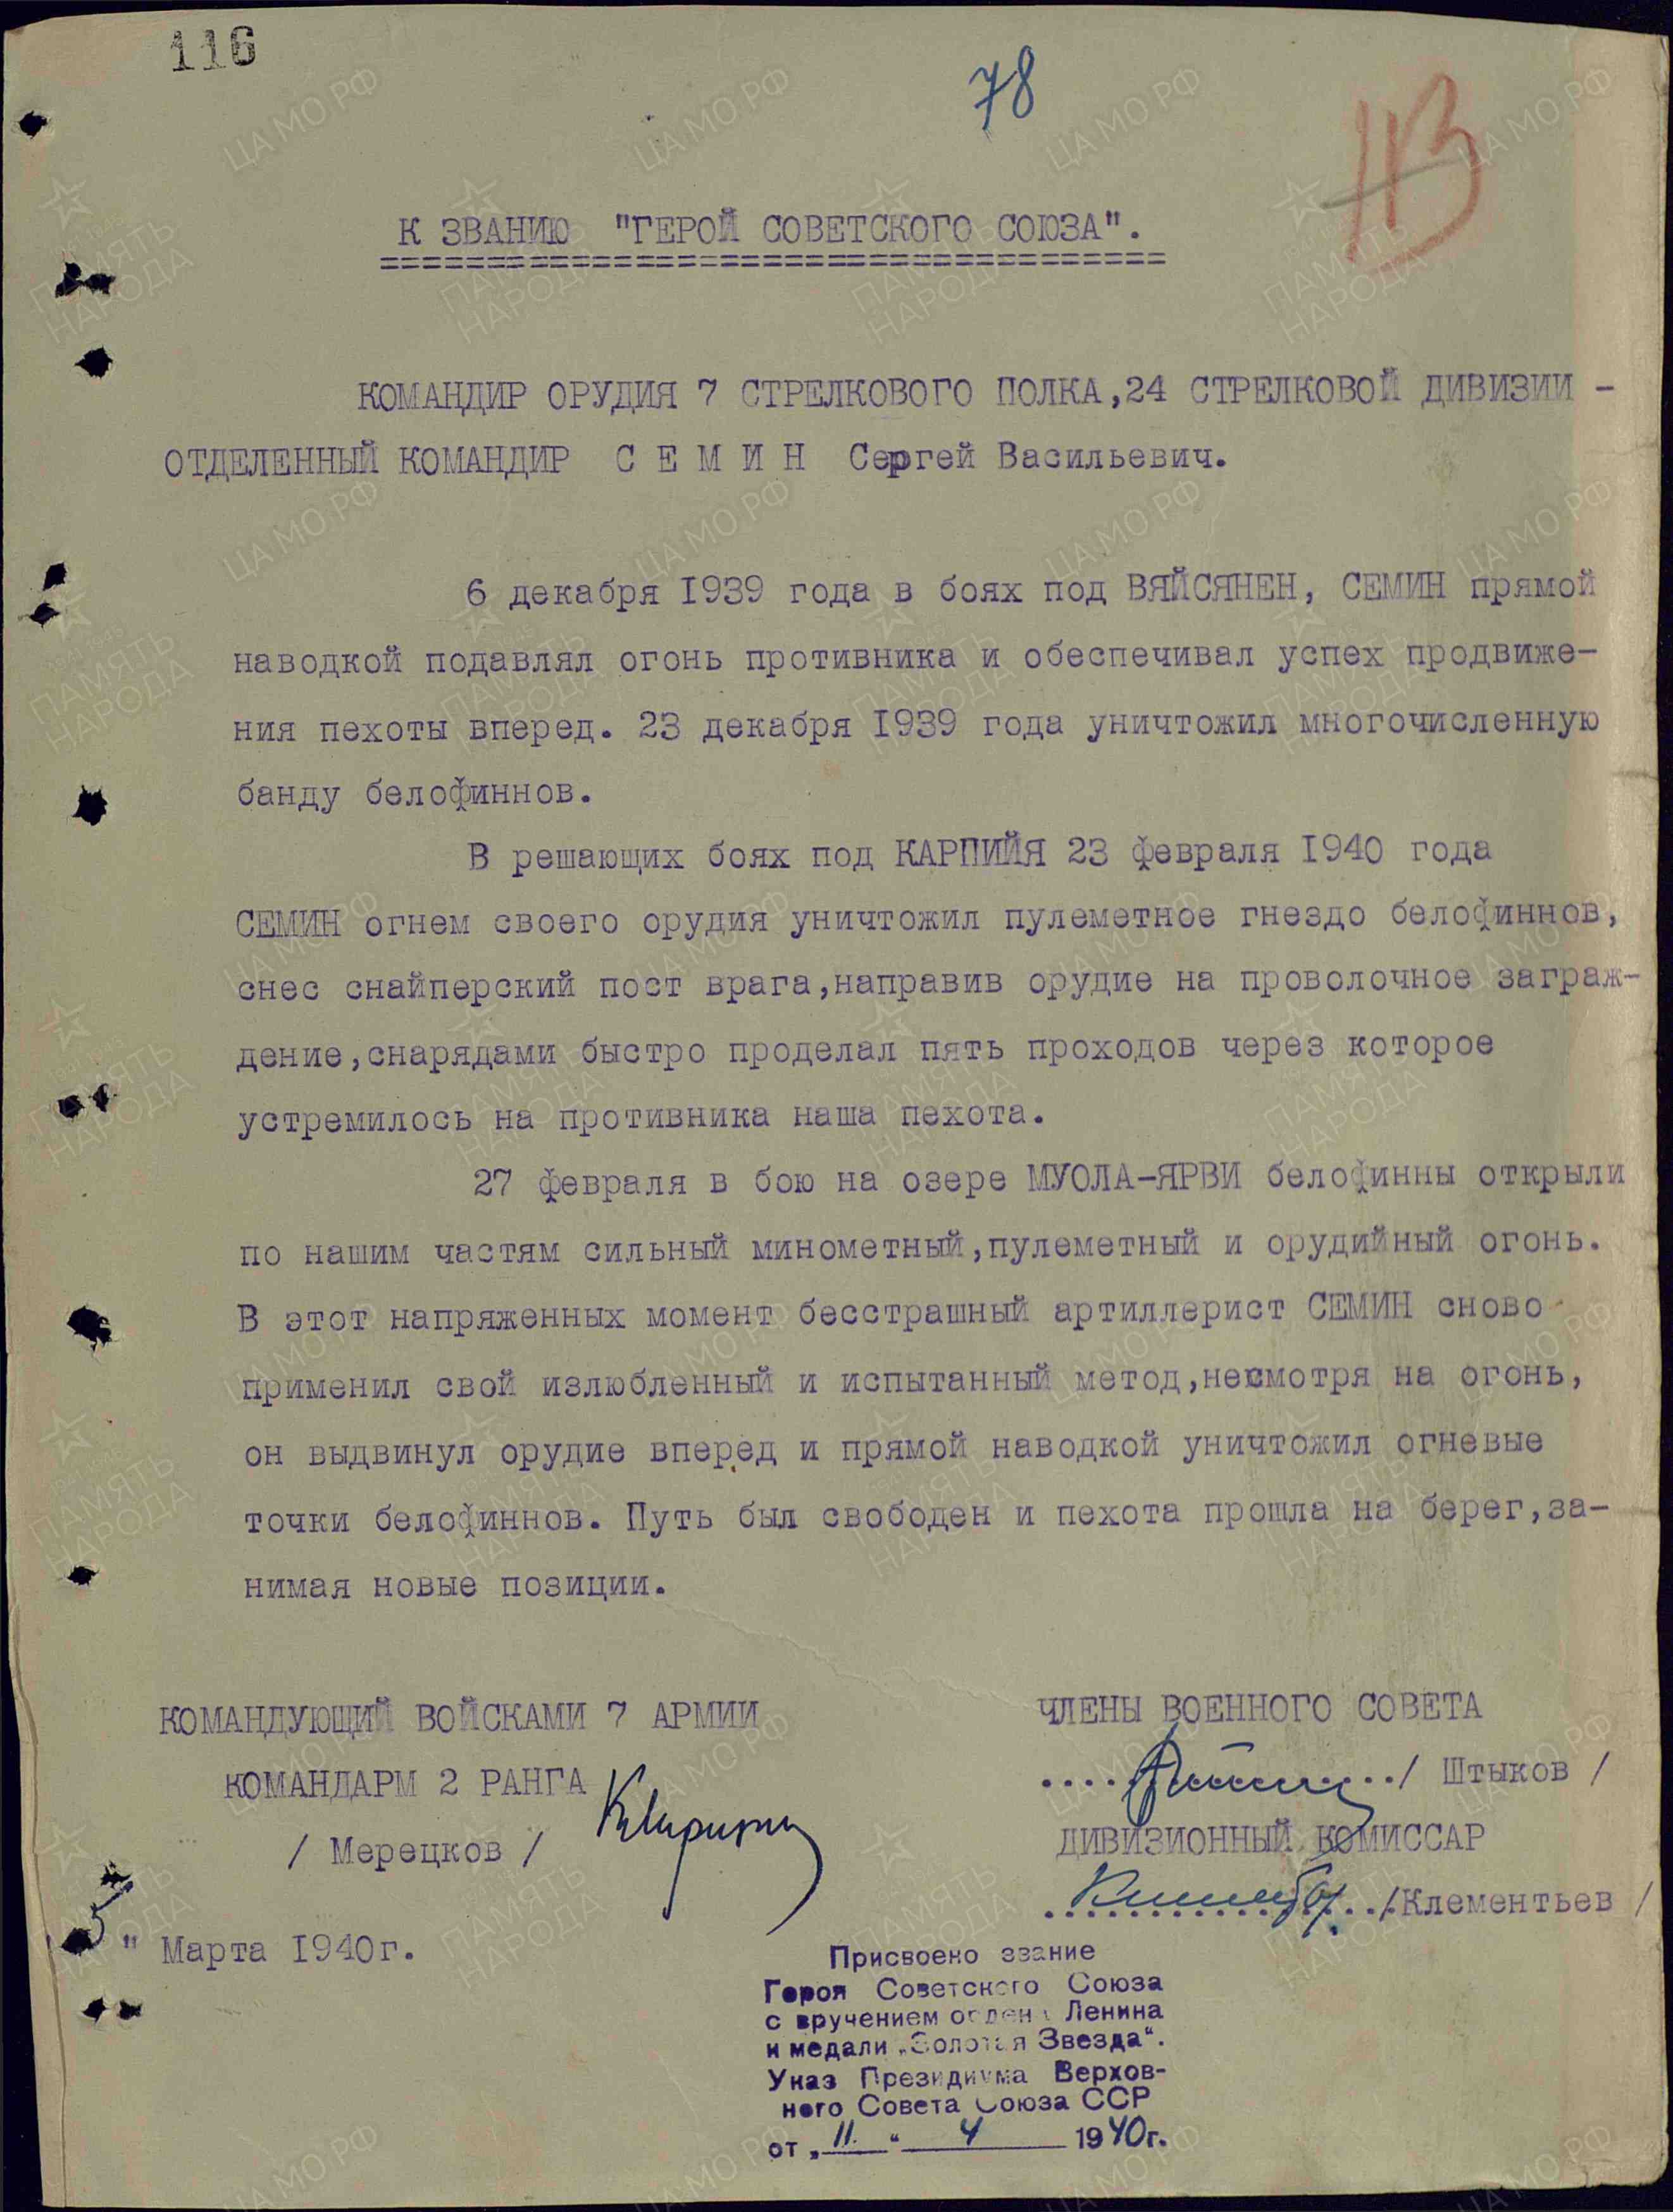 116
78
113
К ЗВАНИЮ "ГЕРОЙ СОВЕТСКОГО СОЮЗА".
=====================================
КОМАНДИР ОРУДИЯ 7 СТРЕЛКОВОГО ПОЛКА,24 СТРЕЛКОВОЙ ДИВИЗИИ -
ОТДЕЛЕННЫЙ КОМАНДИР С Е М И Н Сергей Васильевич.
6 декабря 1939 года в боях под ВЯЙСЯНЕН, СЕМИН прямой
наводкой подавлял огонь противника и обеспечивал успех продвиже-
ния пехоты вперед. 23 декабря 1939 года уничтожил многочисленную
банду белофиннов.
В решающих боях под КАРПИЙЯ 23 февраля 1940 года
СЕМИН огнем своего орудия уничтожил пулеметное гнездо белофиннов,
снес снайперский пост врага,направив орудие на проволочное заграж-
дение,снарядами быстро проделал пять проходов через которое
устремилось на противника наша пехота.
27 февраля в бою на озере МУОЛА-ЯРВИ белофинны открыли
по нашим частям сильный минометный,пулеметный и орудийный огонь.
В этот напряженных момент бесстрашный артиллерист СЕМИН сново
применил свой излюбленный и испытанный метод,несмотря на огонь,
он выдвинул орудие вперед и прямой наводкой уничтожил огневые
точки белофиннов. Путь был свободен и пехота прошла на берег,за-
нимая новые позиции.
КОМАНДУЮЩИЙ ВОЙСКАМИ 7 АРМИИ
КОМАНДАРМ 2 РАНГА
/ Мерецков /
5 " Марта 1940г.
ЧЛЕНЫ ВОЕННОГО СОВЕТА
/ Штыков /
ДИВИЗИОННЫЙ КОМИССАР
/Клементьев /
Присвоено звание
Героя Советского Союза
с вручением ордена Ленина
и медали „Золотая Звезда“.
Указ Президиума Верхов-
ного Совета Союза ССР
от „11.“ 4 1940г.
ЦАМО РФ
ПАМЯТЬ
НАРОДА